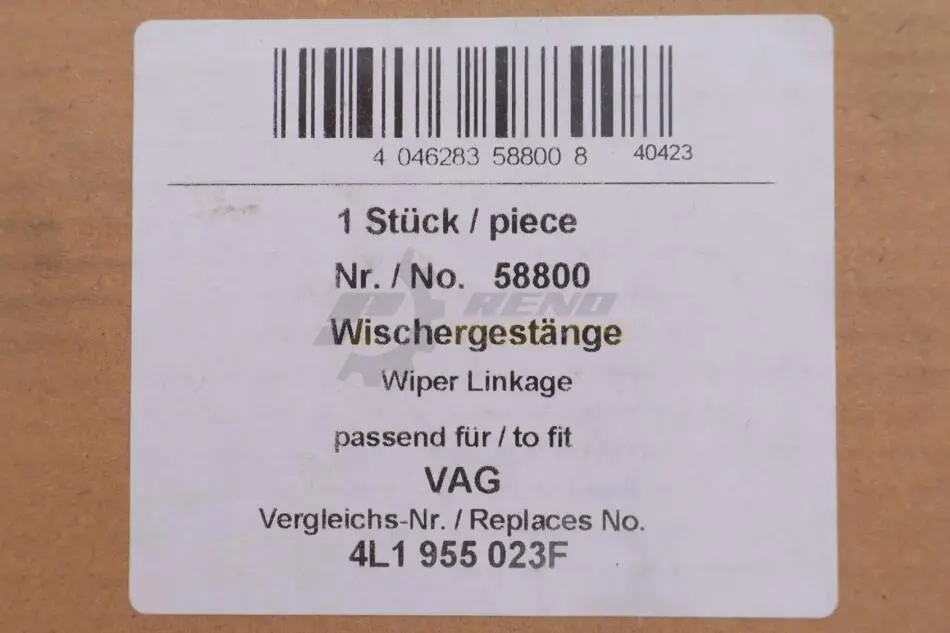 4 046283 58800 8 40423
1 Stück / piece
Nr. / No. 58800
RENO
Wischergestänge
Wiper Linkage
passend für / to fit
VAG
Vergleichs-Nr. / Replaces No.
4L1 955 023F